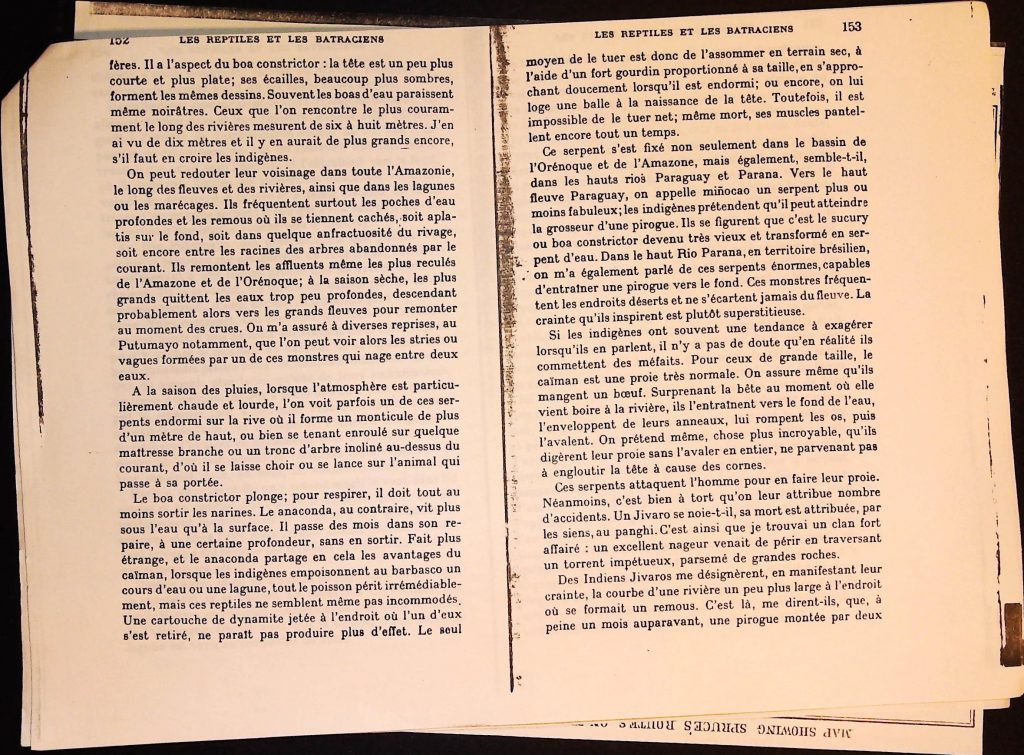 152 LES REPTILES ET LES BATRACIENS
fères. Il a l'aspect du boa constrictor : la tête est un peu plus
courte et plus plate; ses écailles, beaucoup plus sombres,
forment les mêmes dessins. Souvent les boas d'eau paraissent
même noirâtres. Ceux que l'on rencontre le plus couram-
ment le long des rivières mesurent de six à huit mètres. J'en
ai vu de dix mètres et il y en aurait de plus grands encore,
s'il faut en croire les indigènes.
On peut redouter leur voisinage dans toute l'Amazonie,
le long des fleuves et des rivières, ainsi que dans les lagunes
ou les marécages. Ils fréquentent surtout les poches d'eau
profondes et les remous où ils se tiennent cachés, soit apla-
tis sur le fond, soit dans quelque anfractuosité du rivage,
soit encore entre les racines des arbres abandonnés par le
courant. Ils remontent les affluents même les plus reculés
de l'Amazone et de l'Orénoque; à la saison sèche, les plus
grands quittent les eaux trop peu profondes, descendant
probablement alors vers les grands fleuves pour remonter
au moment des crues. On m'a assuré à diverses reprises, au
Putumayo notamment, que l'on peut voir alors les stries ou
vagues formées par un de ces monstres qui nage entre deux
eaux.
A la saison des pluies, lorsque l'atmosphère est particu-
lièrement chaude et lourde, l'on voit parfois un de ces ser-
pents endormi sur la rive où il forme un monticule de plus
d'un mètre de haut, ou bien se tenant enroulé sur quelque
maîtresse branche ou un tronc d'arbre incliné au-dessus du
courant, d'où il se laisse choir ou se lance sur l'animal qui
passe à sa portée.
Le boa constrictor plonge; pour respirer, il doit tout au
moins sortir les narines. Le anaconda, au contraire, vit plus
sous l'eau qu'à la surface. Il passe des mois dans son re-
paire, à une certaine profondeur, sans en sortir. Fait plus
étrange, et le anaconda partage en cela les avantages du
caïman, lorsque les indigènes empoisonnent au barbasco un
cours d'eau ou une lagune, tout le poisson périt irrémédiable-
ment, mais ces reptiles ne semblent même pas incommodés.
Une cartouche de dynamite jetée à l'endroit où l'un d'eux
s'est retiré, ne paraît pas produire plus d'effet. Le seul
LES REPTILES ET LES BATRACIENS 153
moyen de le tuer est donc de l'assommer en terrain sec, à
l'aide d'un fort gourdin proportionné à sa taille, en s'appro-
chant doucement lorsqu'il est endormi; ou encore, on lui
loge une balle à la naissance de la tête. Toutefois, il est
impossible de le tuer net; même mort, ses muscles pantel-
lent encore tout un temps.
Ce serpent s'est fixé non seulement dans le bassin de
l'Orénoque et de l'Amazone, mais également, semble-t-il,
dans les hauts rios Paraguay et Parana. Vers le haut
fleuve Paraguay, on appelle miñocao un serpent plus ou
moins fabuleux; les indigènes prétendent qu'il peut atteindre
la grosseur d'une pirogue. Ils se figurent que c'est le sucury
ou boa constrictor devenu très vieux et transformé en ser-
pent d'eau. Dans le haut Rio Parana, en territoire brésilien,
on m'a également parlé de ces serpents énormes, capables
d'entraîner une pirogue vers le fond. Ces monstres fréquen-
tent les endroits déserts et ne s'écartent jamais du fleuve. La
crainte qu'ils inspirent est plutôt superstitieuse.
Si les indigènes ont souvent une tendance à exagérer
lorsqu'ils en parlent, il n'y a pas de doute qu'en réalité ils
commettent des méfaits. Pour ceux de grande taille, le
caïman est une proie très normale. On assure même qu'ils
mangent un bœuf. Surprenant la bête au moment où elle
vient boire à la rivière, ils l'entraînent vers le fond de l'eau,
l'enveloppent de leurs anneaux, lui rompent les os, puis
l'avalent. On prétend même, chose plus incroyable, qu'ils
digèrent leur proie sans l'avaler en entier, ne parvenant pas
à engloutir la tête à cause des cornes.
Ces serpents attaquent l'homme pour en faire leur proie.
Néanmoins, c'est bien à tort qu'on leur attribue nombre
d'accidents. Un Jivaro se noie-t-il, sa mort est attribuée, par
les siens, au panghi. C'est ainsi que je trouvai un clan fort
affairé : un excellent nageur venait de périr en traversant
un torrent impétueux, parsemé de grandes roches.
Des Indiens Jivaros me désignèrent, en manifestant leur
crainte, la courbe d'une rivière un peu plus large à l'endroit
où se formait un remous. C'est là, me dirent-ils, que, à
peine un mois auparavant, une pirogue montée par deux
MAP SHOWING SPRUCE'S ROUTES ON